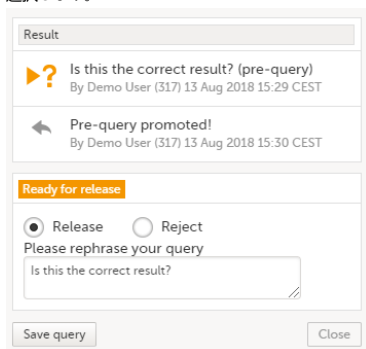 Result
Is this the correct result? (pre-query)
By Demo User (317) 13 Aug 2018 15:29 CEST
Pre-query promoted!
By Demo User (317) 13 Aug 2018 15:30 CEST
Ready for release
Release Reject
Please rephrase your query
Is this the correct result?
Save query Close